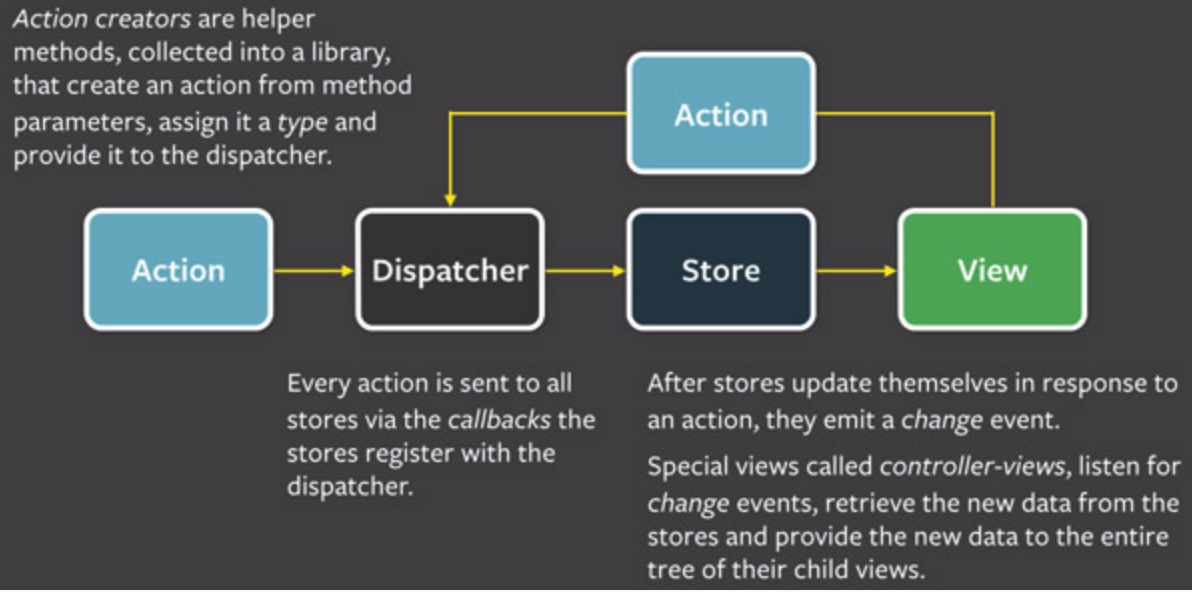 Action creators are helper
methods, collected into a library,
that create an action from method
parameters, assign it a type and
provide it to the dispatcher.
Action
Action
Dispatcher
Store
View
Every action is sent to all
stores via the callbacks the
stores register with the
dispatcher.
After stores update themselves in response to
an action, they emit a change event.
Special views called controller-views, listen for
change events, retrieve the new data from the
stores and provide the new data to the entire
tree of their child views.